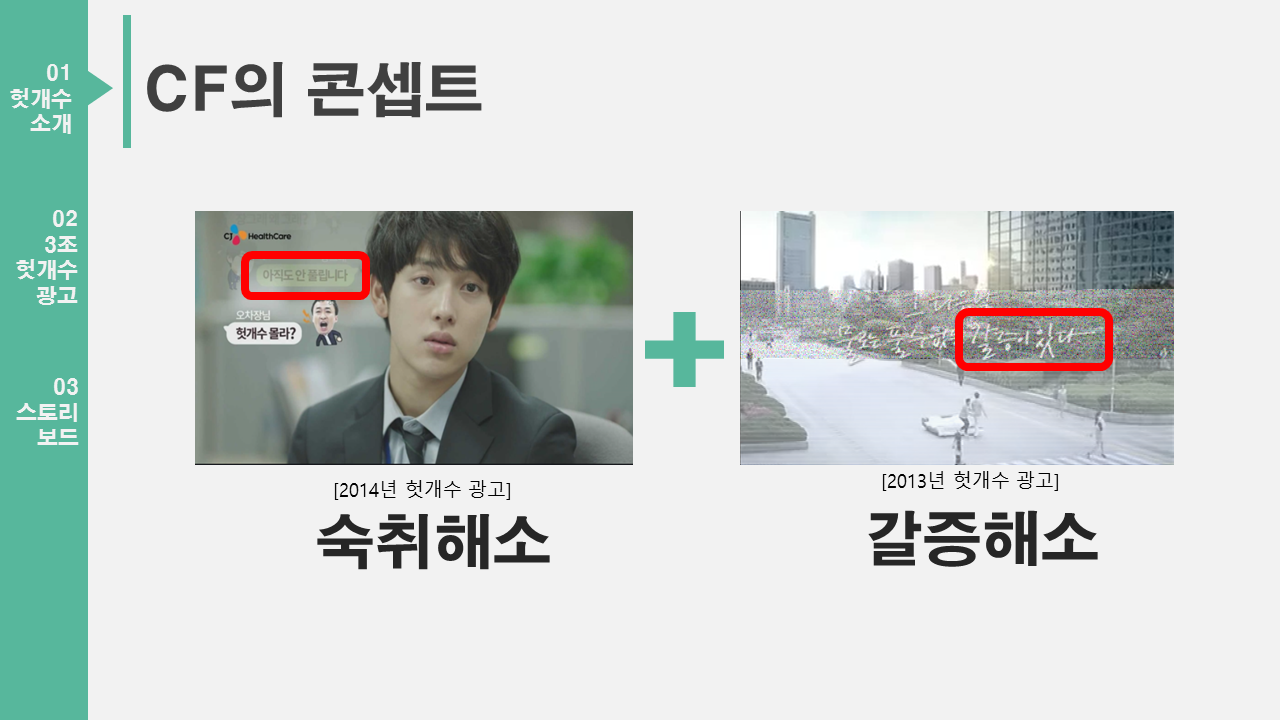 01
헛개수
소개
02
3조
헛개수
광고
03
스토리
보드
CF의 콘셉트
CJ HealthCare
아직도 안 풀립니다
오차장님
헛개수 몰라?
물로는 풀 수 없는 갈증이 있다
[2014년 헛개수 광고]
숙취해소
[2013년 헛개수 광고]
갈증해소